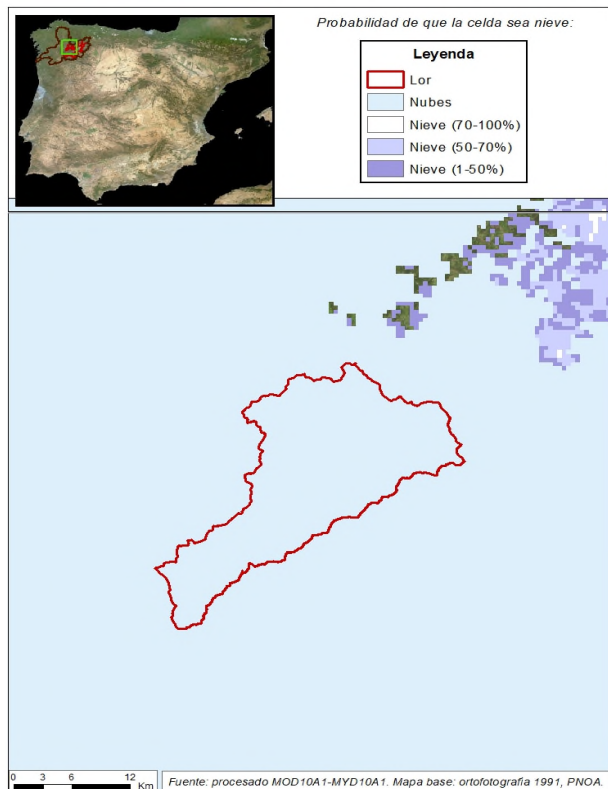 Probabilidad de que la celda sea nieve:
Leyenda
Lor
Nubes
Nieve (70-100%)
Nieve (50-70%)
Nieve (1-50%)
0 3 6 12
Km
Fuente: procesado MOD10A1-MYD10A1. Mapa base: ortofotografía 1991, PNOA.